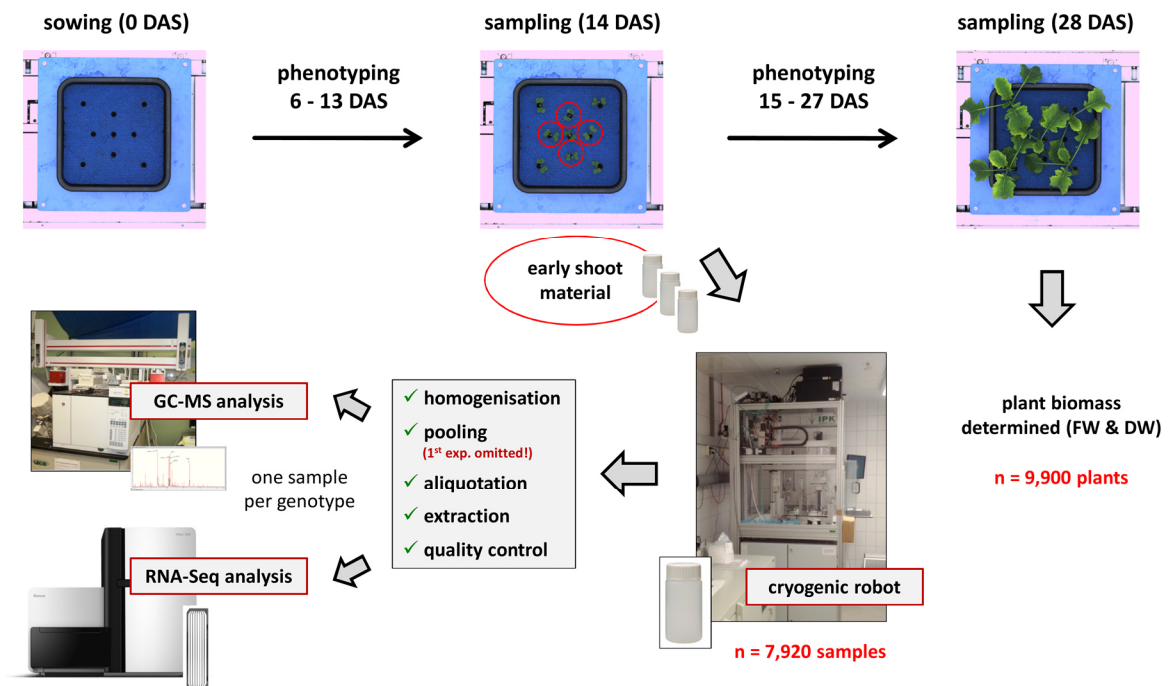 sowing (0 DAS)
sampling (14 DAS)
sampling (28 DAS)
phenotyping
6 - 13 DAS
phenotyping
15 - 27 DAS
early shoot
material
GC-MS analysis
one sample
per genotype
RNA-Seq analysis
✓ homogenisation
✓ pooling
(1st exp. omitted!)
✓ aliquotation
✓ extraction
✓ quality control
IPK
cryogenic robot
n = 7,920 samples
plant biomass
determined (FW & DW)
n = 9,900 plants